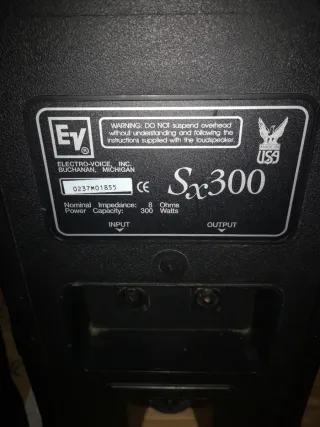 EV®
WARNING: DO NOT suspend overhead
without understanding and following the
instructions supplied with the loudspeaker.
USA
ELECTRO-VOICE, INC.
BUCHANAN, MICHIGAN
0237M01855 CE
Sx300
Nominal Impedance: 8 Ohms
Power Capacity: 300 Watts
INPUT OUTPUT